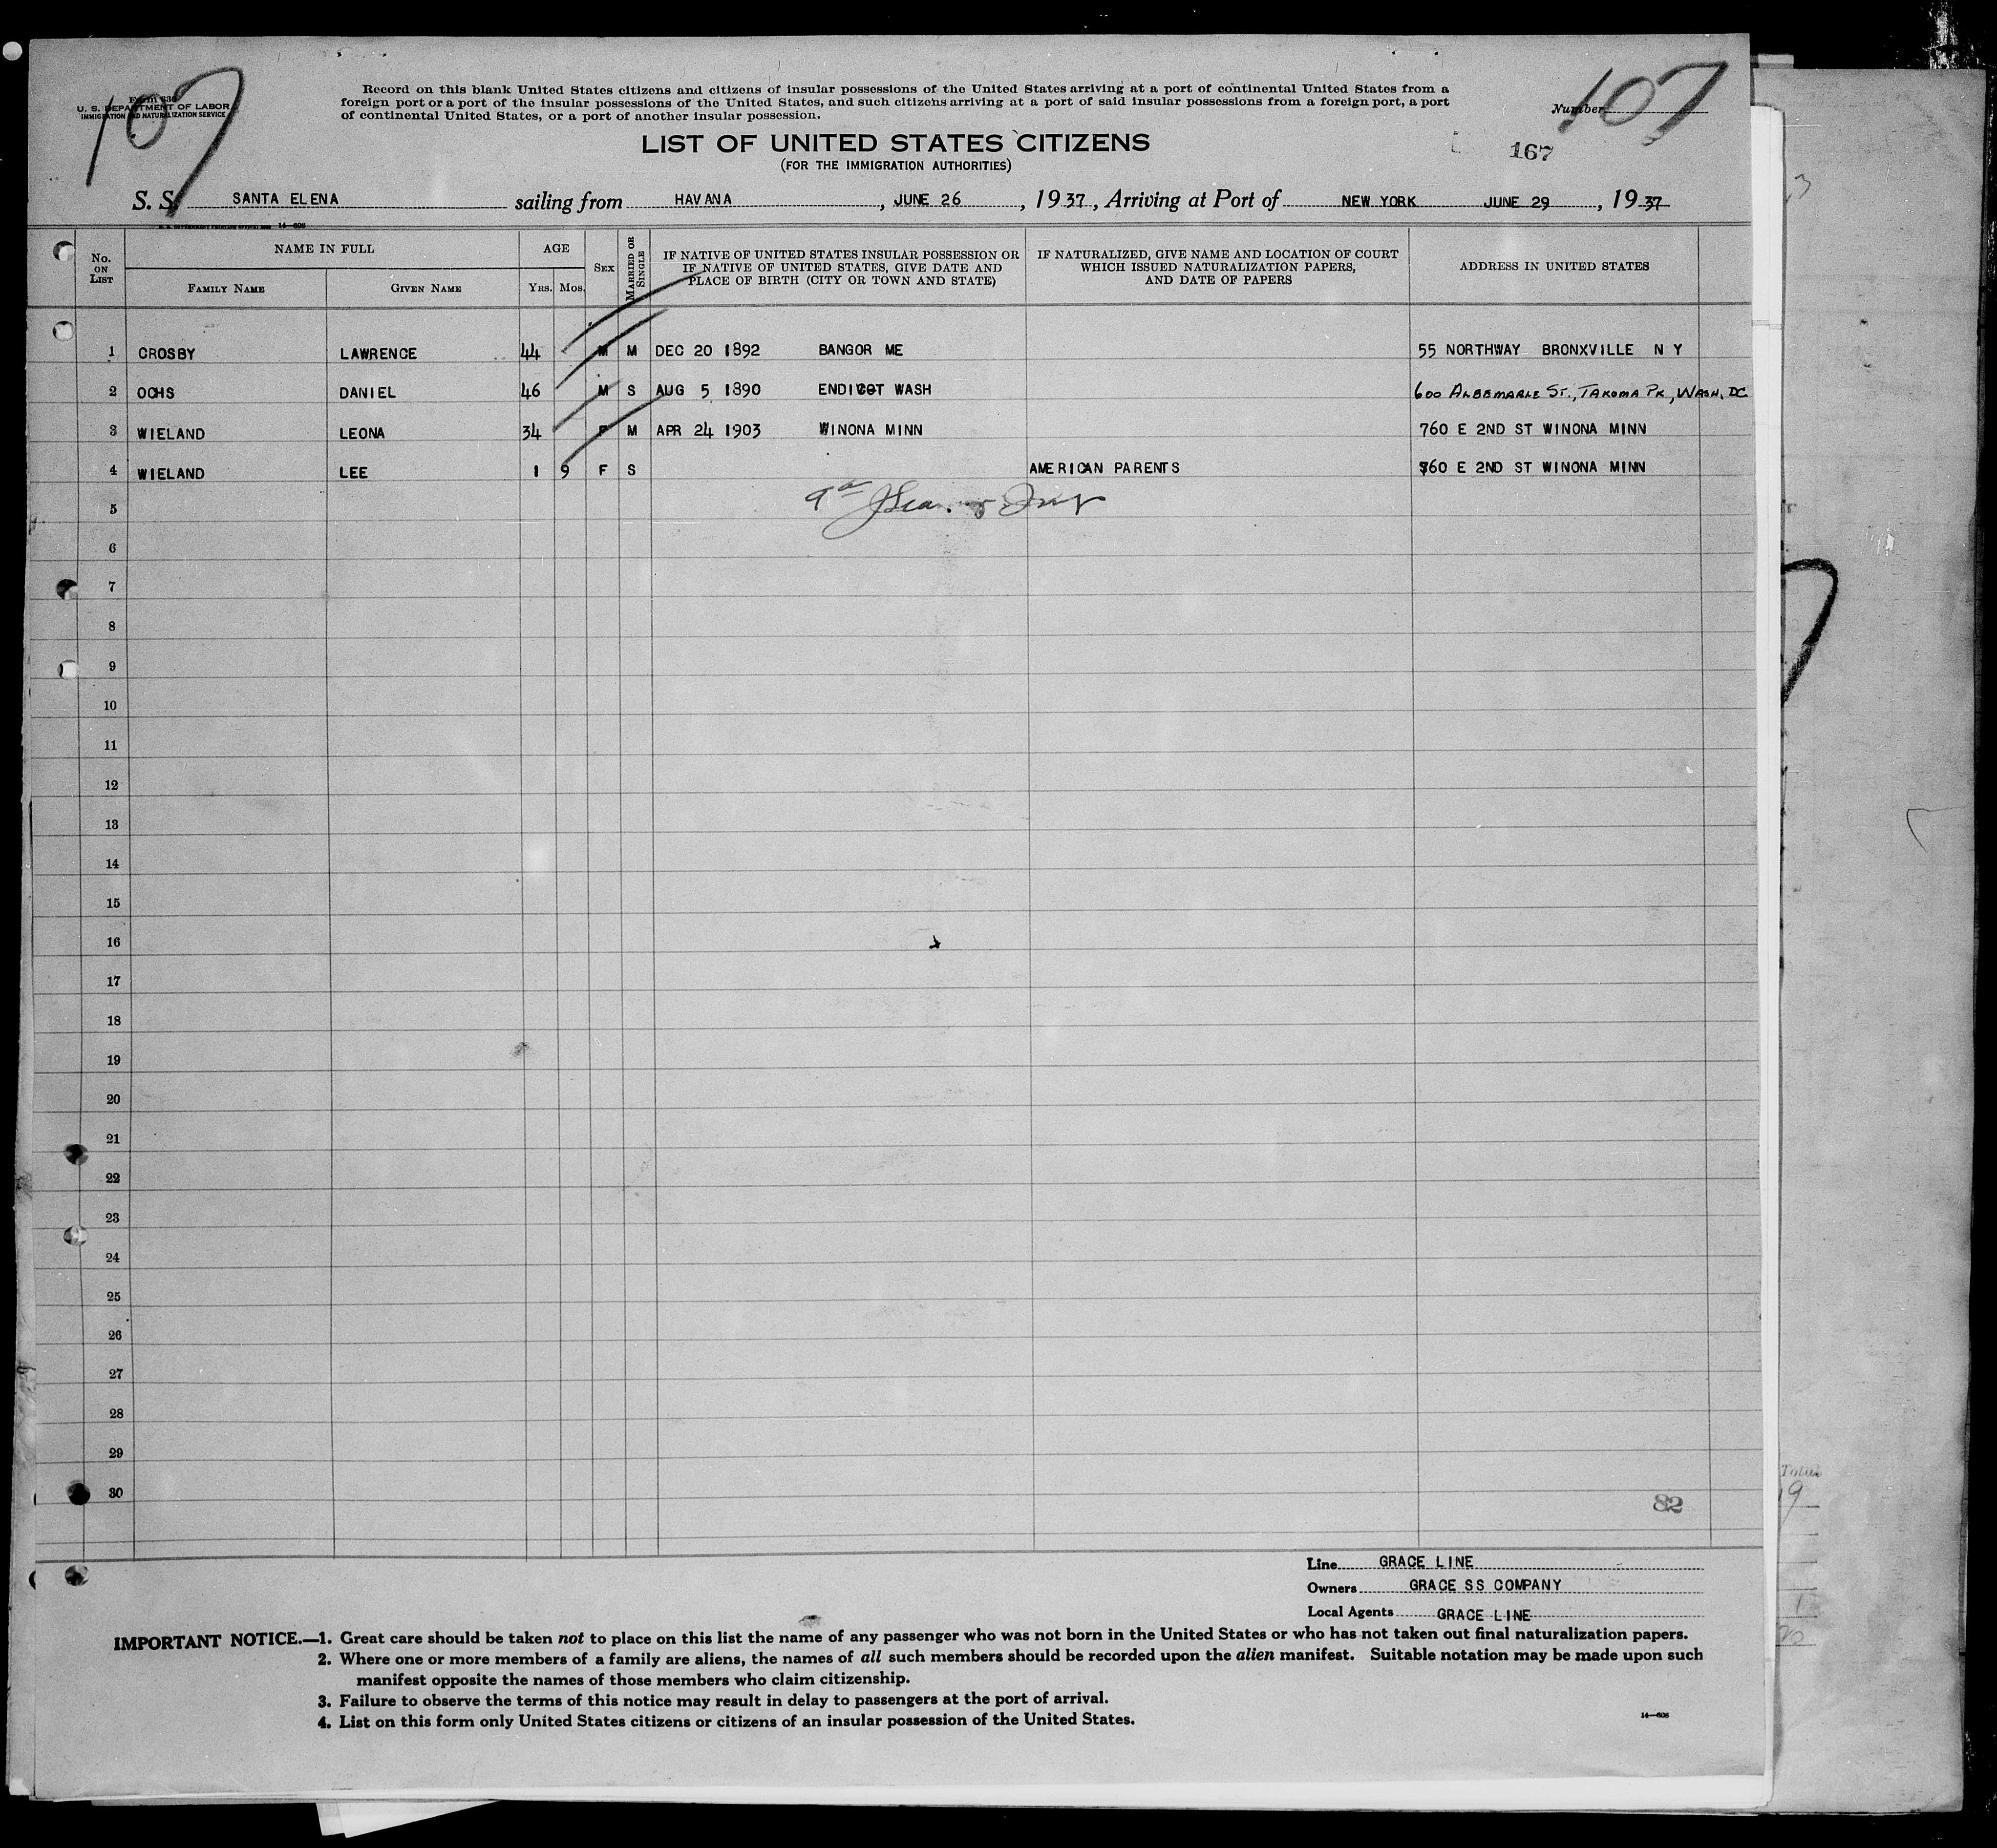 107
107
Form 630
U. S. DEPARTMENT OF LABOR
IMMIGRATION AND NATURALIZATION SERVICE
Record on this blank United States citizens and citizens of insular possessions of the United States arriving at a port of continental United States from a
foreign port or a port of the insular possessions of the United States, and such citizens arriving at a port of said insular possessions from a foreign port, a port
of continental United States, or a port of another insular possession.
Number
LIST OF UNITED STATES CITIZENS
(FOR THE IMMIGRATION AUTHORITIES)
167
S. S. SANTA ELENA sailing from HAVANA, JUNE 26, 1937, Arriving at Port of NEW YORK JUNE 29, 1937
14—608
No. ON LIST
NAME IN FULL
FAMILY NAME
GIVEN NAME
AGE
YRS. MOS.
SEX
MARRIED OR SINGLE
IF NATIVE OF UNITED STATES INSULAR POSSESSION OR
IF NATIVE OF UNITED STATES, GIVE DATE AND
PLACE OF BIRTH (CITY OR TOWN AND STATE)
IF NATURALIZED, GIVE NAME AND LOCATION OF COURT
WHICH ISSUED NATURALIZATION PAPERS,
AND DATE OF PAPERS
ADDRESS IN UNITED STATES
1 CROSBY LAWRENCE 44 M M DEC 20 1892 BANGOR ME 55 NORTHWAY BRONXVILLE N Y
2 OCHS DANIEL 46 M S AUG 5 1890 ENDICOT WASH 600 ALBEMARLE ST., TAKOMA PK, WASH, DC
3 WIELAND LEONA 34 F M APR 24 1903 WINONA MINN 760 E 2ND ST WINONA MINN
4 WIELAND LEE 1 9 F S AMERICAN PARENTS 760 E 2ND ST WINONA MINN
5
6
7
8
9
10
11
12
13
14
15
16
17
18
19
20
21
22
23
24
25
26
27
28
29
30
82
Line GRACE LINE
Owners GRACE SS COMPANY
Local Agents GRACE LINE
IMPORTANT NOTICE.—1. Great care should be taken not to place on this list the name of any passenger who was not born in the United States or who has not taken out final naturalization papers.
2. Where one or more members of a family are aliens, the names of all such members should be recorded upon the alien manifest. Suitable notation may be made upon such
manifest opposite the names of those members who claim citizenship.
3. Failure to observe the terms of this notice may result in delay to passengers at the port of arrival.
4. List on this form only United States citizens or citizens of an insular possession of the United States.
14—608
Total
9